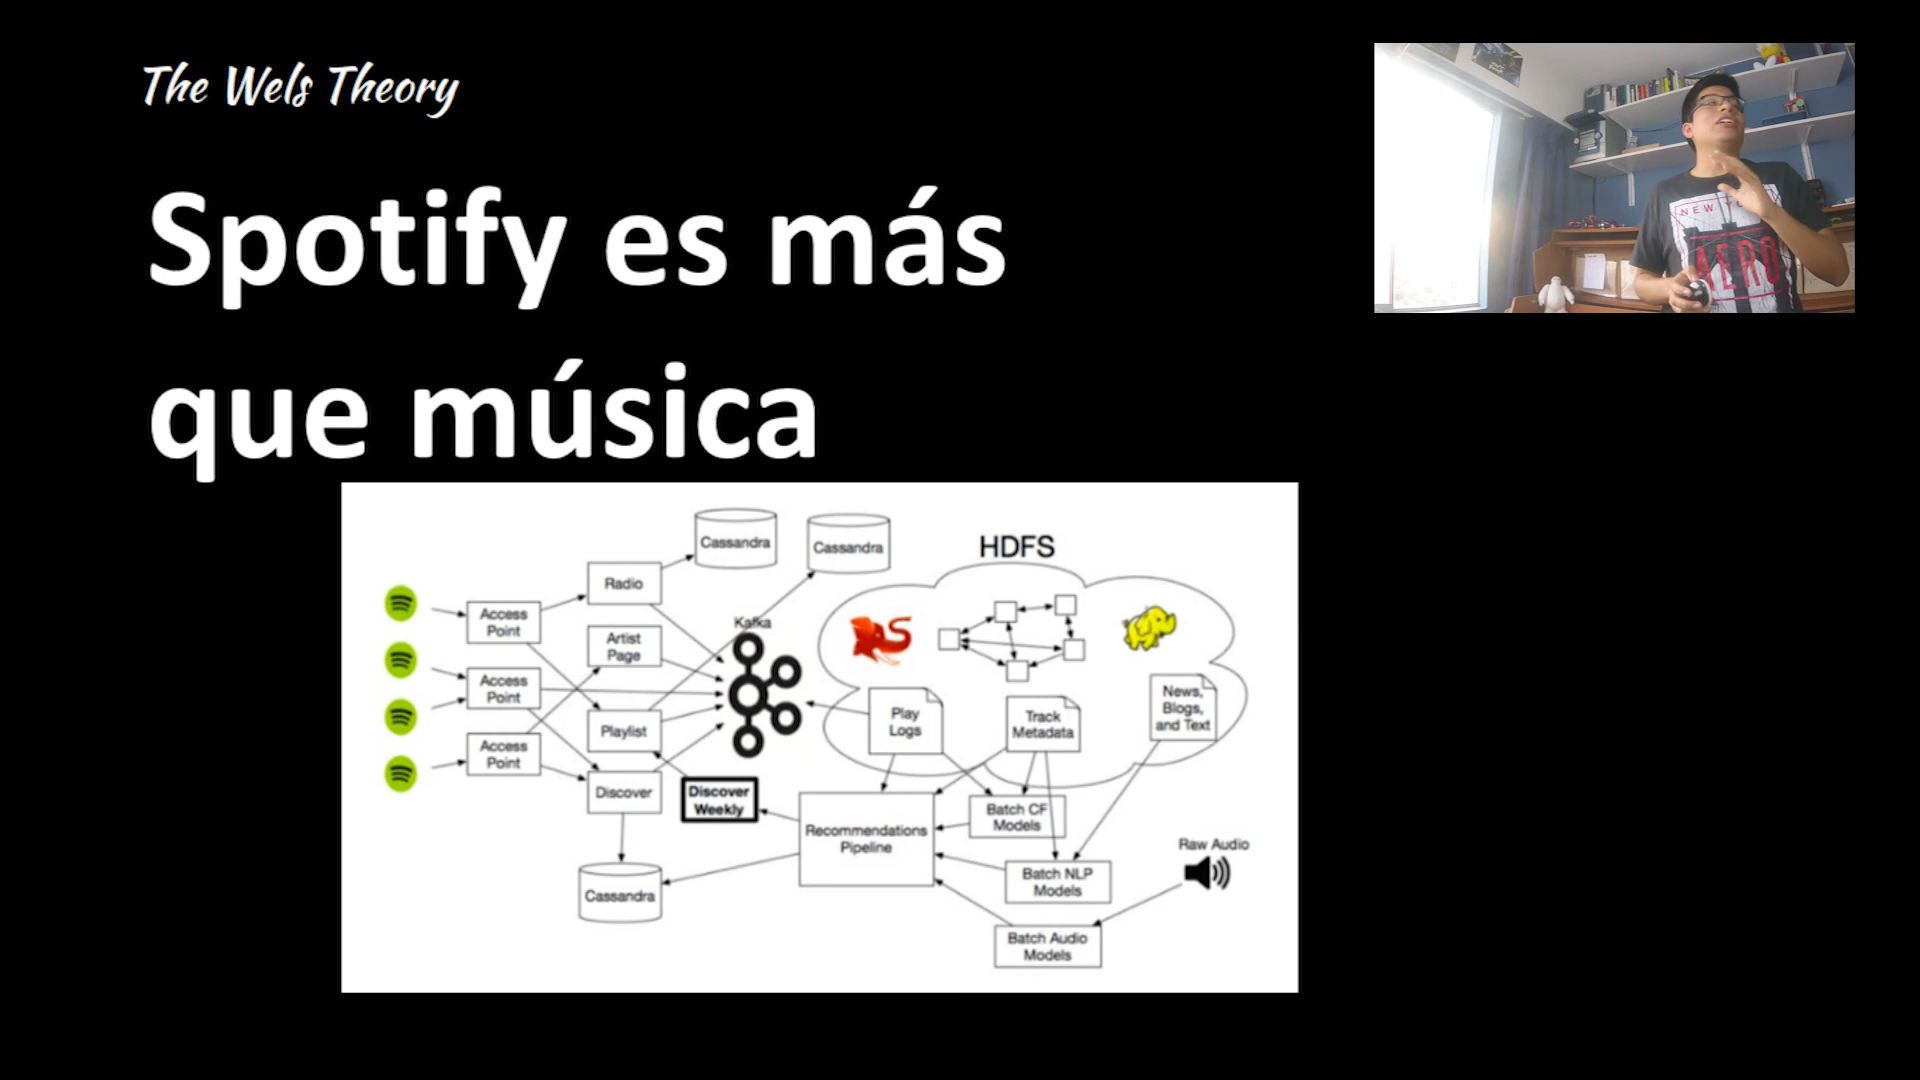 The Wels Theory
Spotify es más
que música
NEW
AERO
Cassandra
Cassandra
HDFS
Radio
Access
Point
Kafka
Artist
Page
Access
Point
Play
Logs
Track
Metadata
News,
Blogs,
and Text
Playlist
Access
Point
Discover
Discover
Weekly
Batch CF
Models
Recommendations
Pipeline
Raw Audio
Batch NLP
Models
Cassandra
Batch Audio
Models